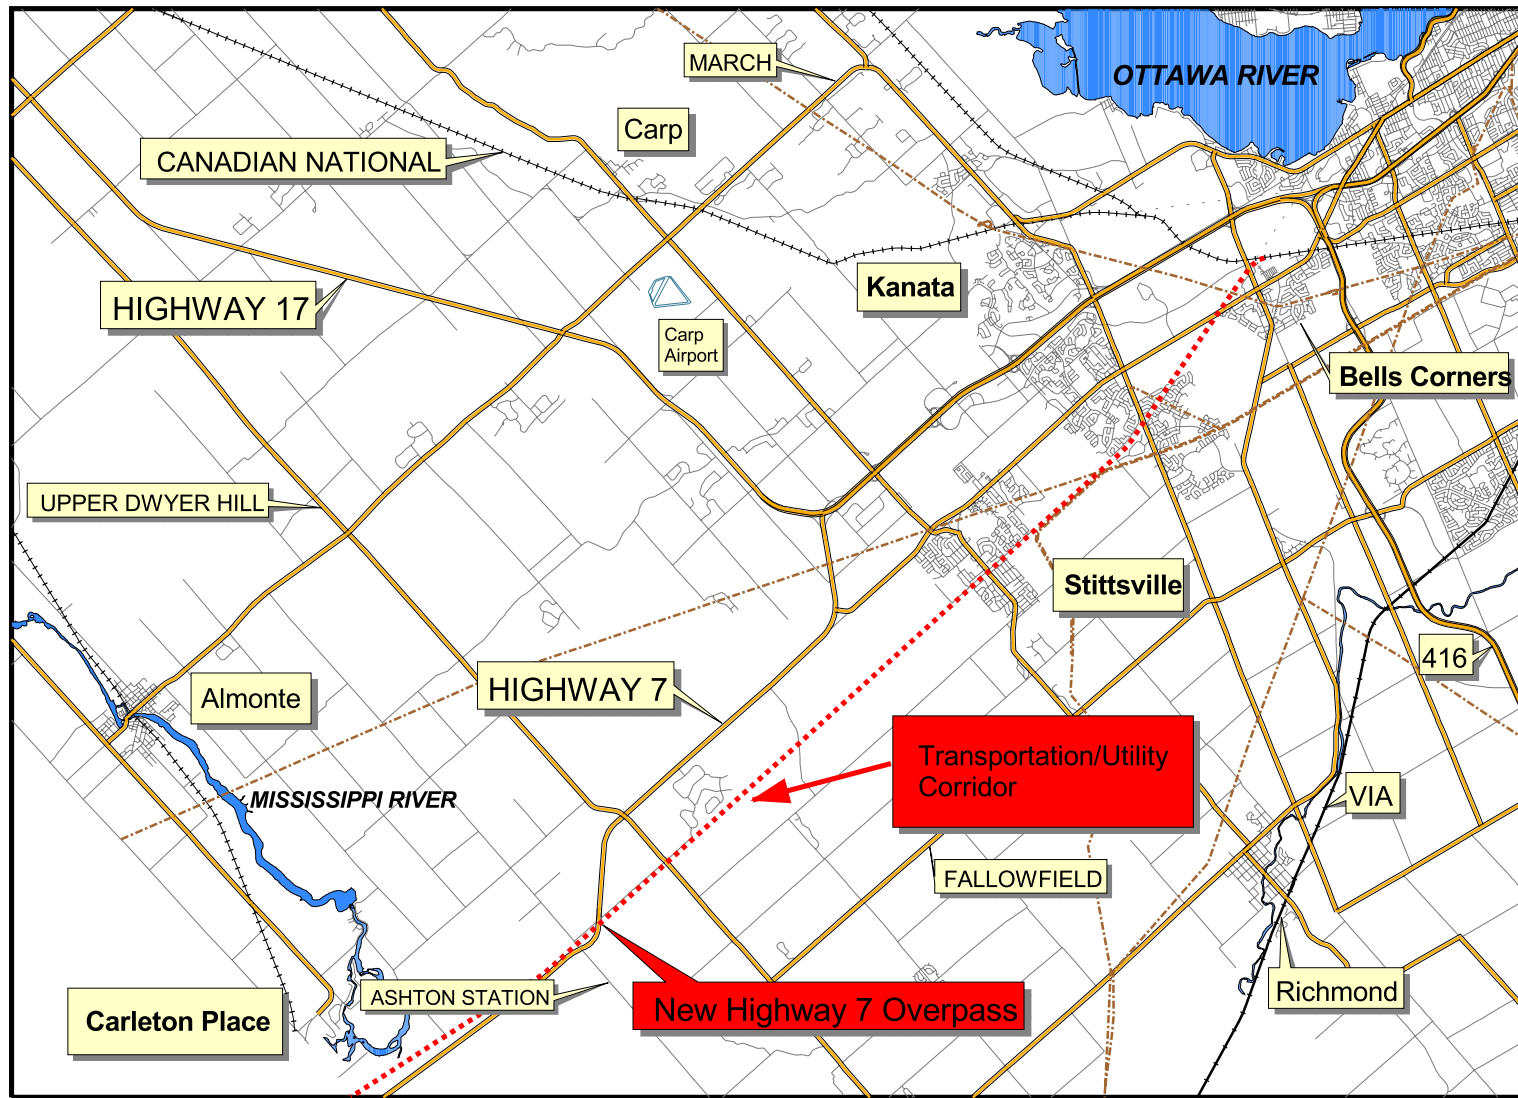 MARCH
OTTAWA RIVER
Carp
CANADIAN NATIONAL
Kanata
HIGHWAY 17
Carp
Airport
Bells Corners
UPPER DWYER HILL
Stittsville
416
Almonte
HIGHWAY 7
Transportation/Utility
Corridor
MISSISSIPPI RIVER
VIA
FALLOWFIELD
ASHTON STATION
Richmond
New Highway 7 Overpass
Carleton Place